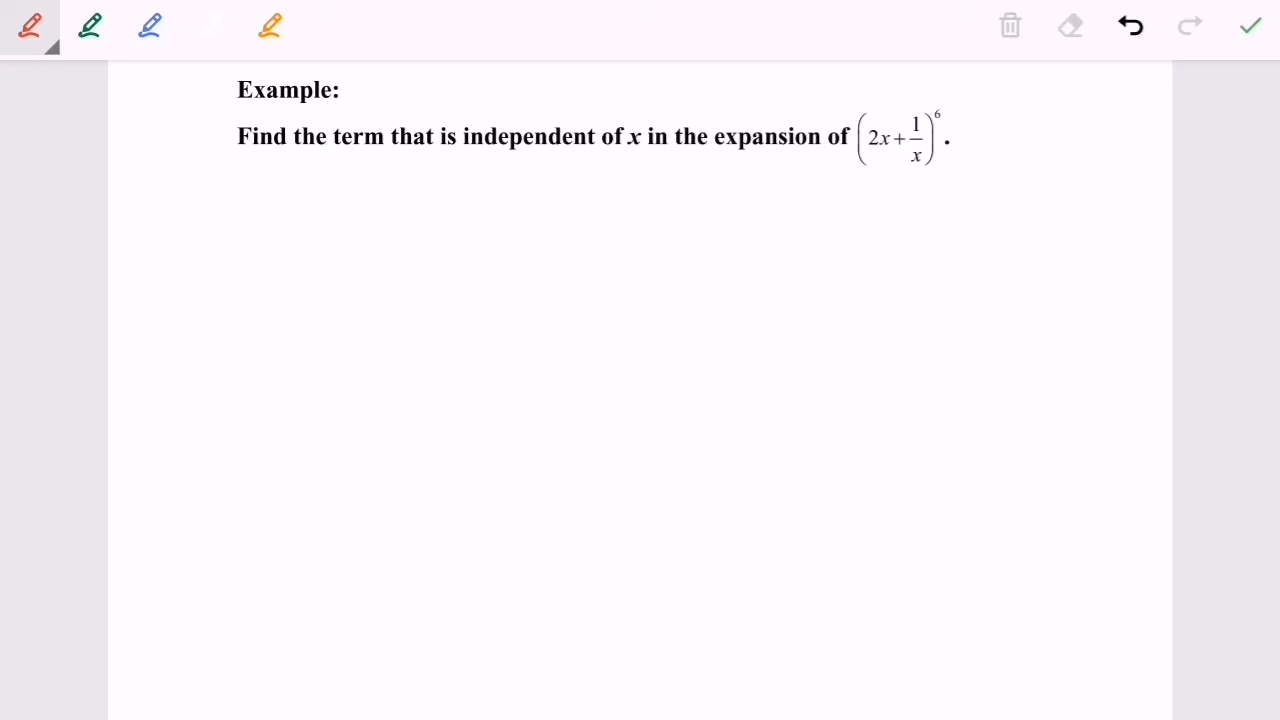 Example:
Find the term that is independent of x in the expansion of (2x + 1/x)^6 .